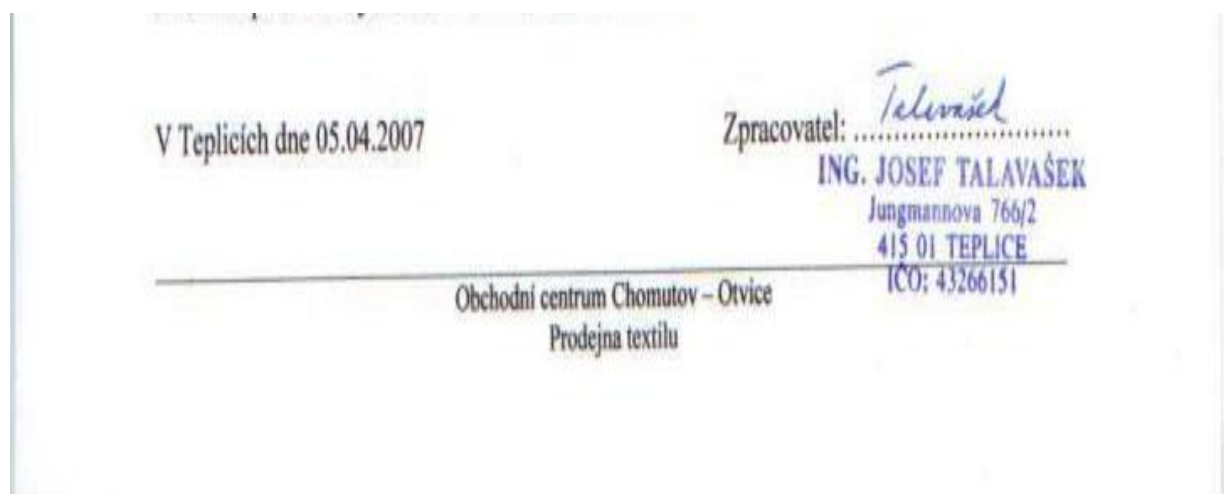 V Teplicích dne 05.04.2007
Zpracovatel: ............................
Talavašek
ING. JOSEF TALAVAŠEK
Jungmannova 766/2
415 01 TEPLICE
IČO: 43266151
Obchodní centrum Chomutov – Otvice
Prodejna textilu